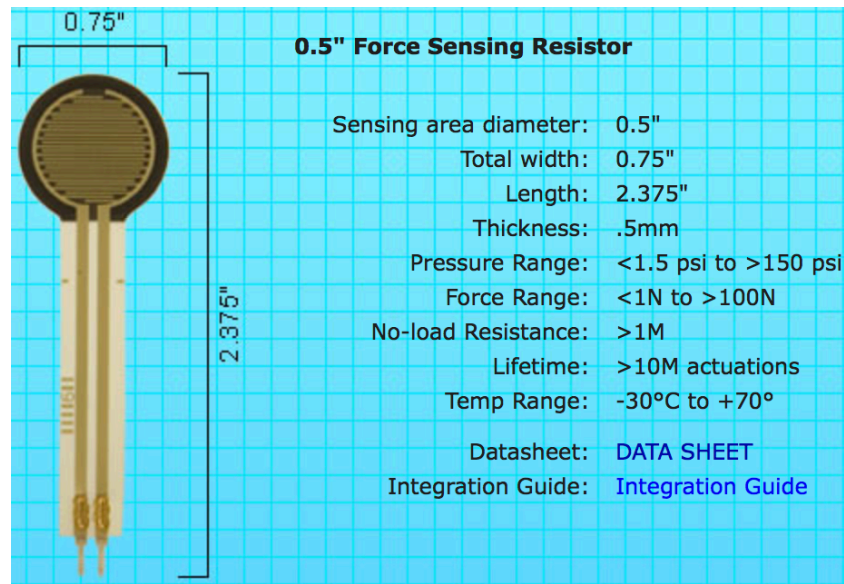 0.75"
0.5" Force Sensing Resistor
Sensing area diameter: 0.5"
Total width: 0.75"
Length: 2.375"
Thickness: .5mm
Pressure Range: <1.5 psi to >150 psi
Force Range: <1N to >100N
No-load Resistance: >1M
Lifetime: >10M actuations
Temp Range: -30°C to +70°
Datasheet: DATA SHEET
Integration Guide: Integration Guide
2.375"